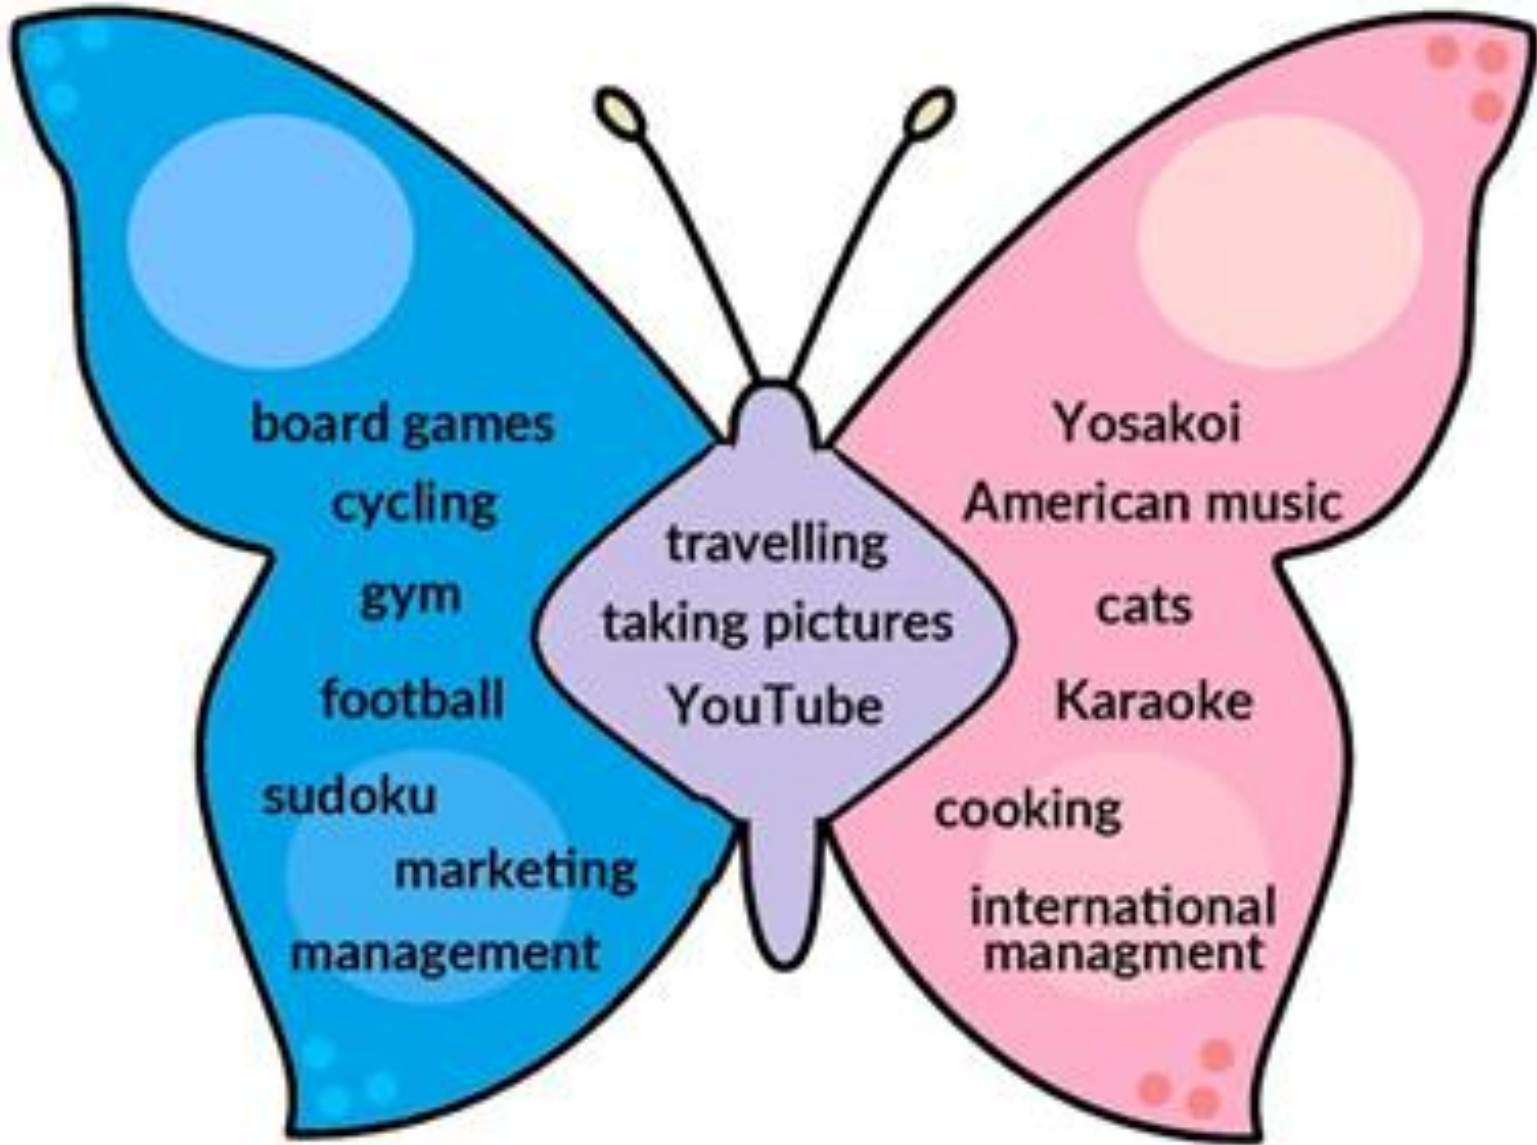 board games
cycling
gym
football
sudoku
marketing
management
travelling
taking pictures
YouTube
Yosakoi
American music
cats
Karaoke
cooking
international
managment